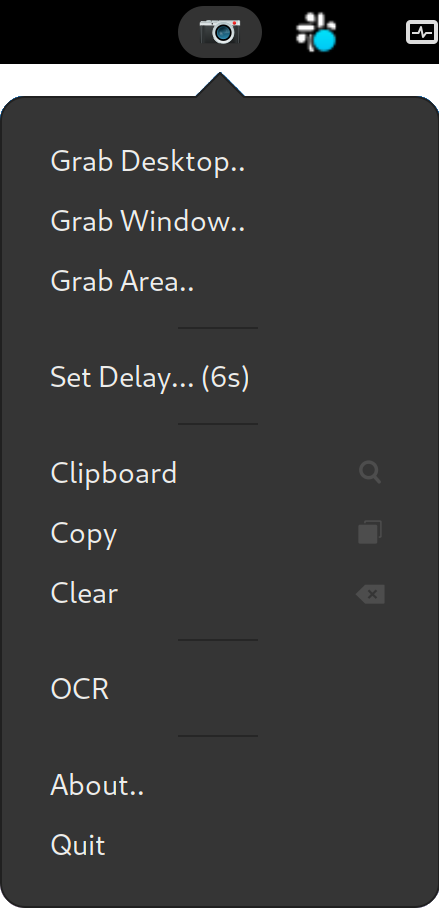 Grab Desktop..
Grab Window..
Grab Area..
Set Delay... (6s)
Clipboard
Copy
Clear
OCR
About..
Quit